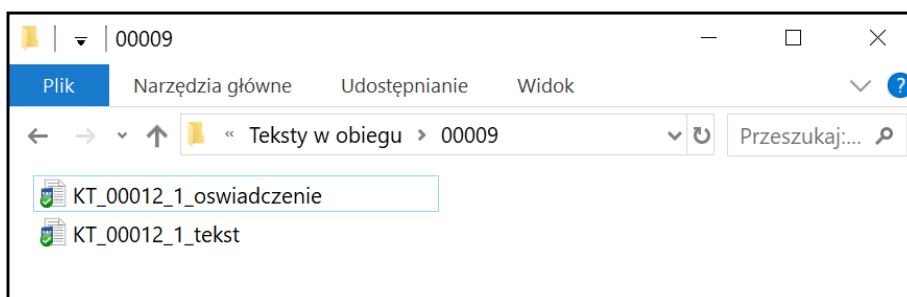 00009
Plik Narzędzia główne Udostępnianie Widok ?
« Teksty w obiegu > 00009 Przeszukaj:...
KT_00012_1_oswiadczenie
KT_00012_1_tekst